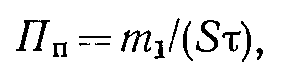 Пп = m1/(Sτ),